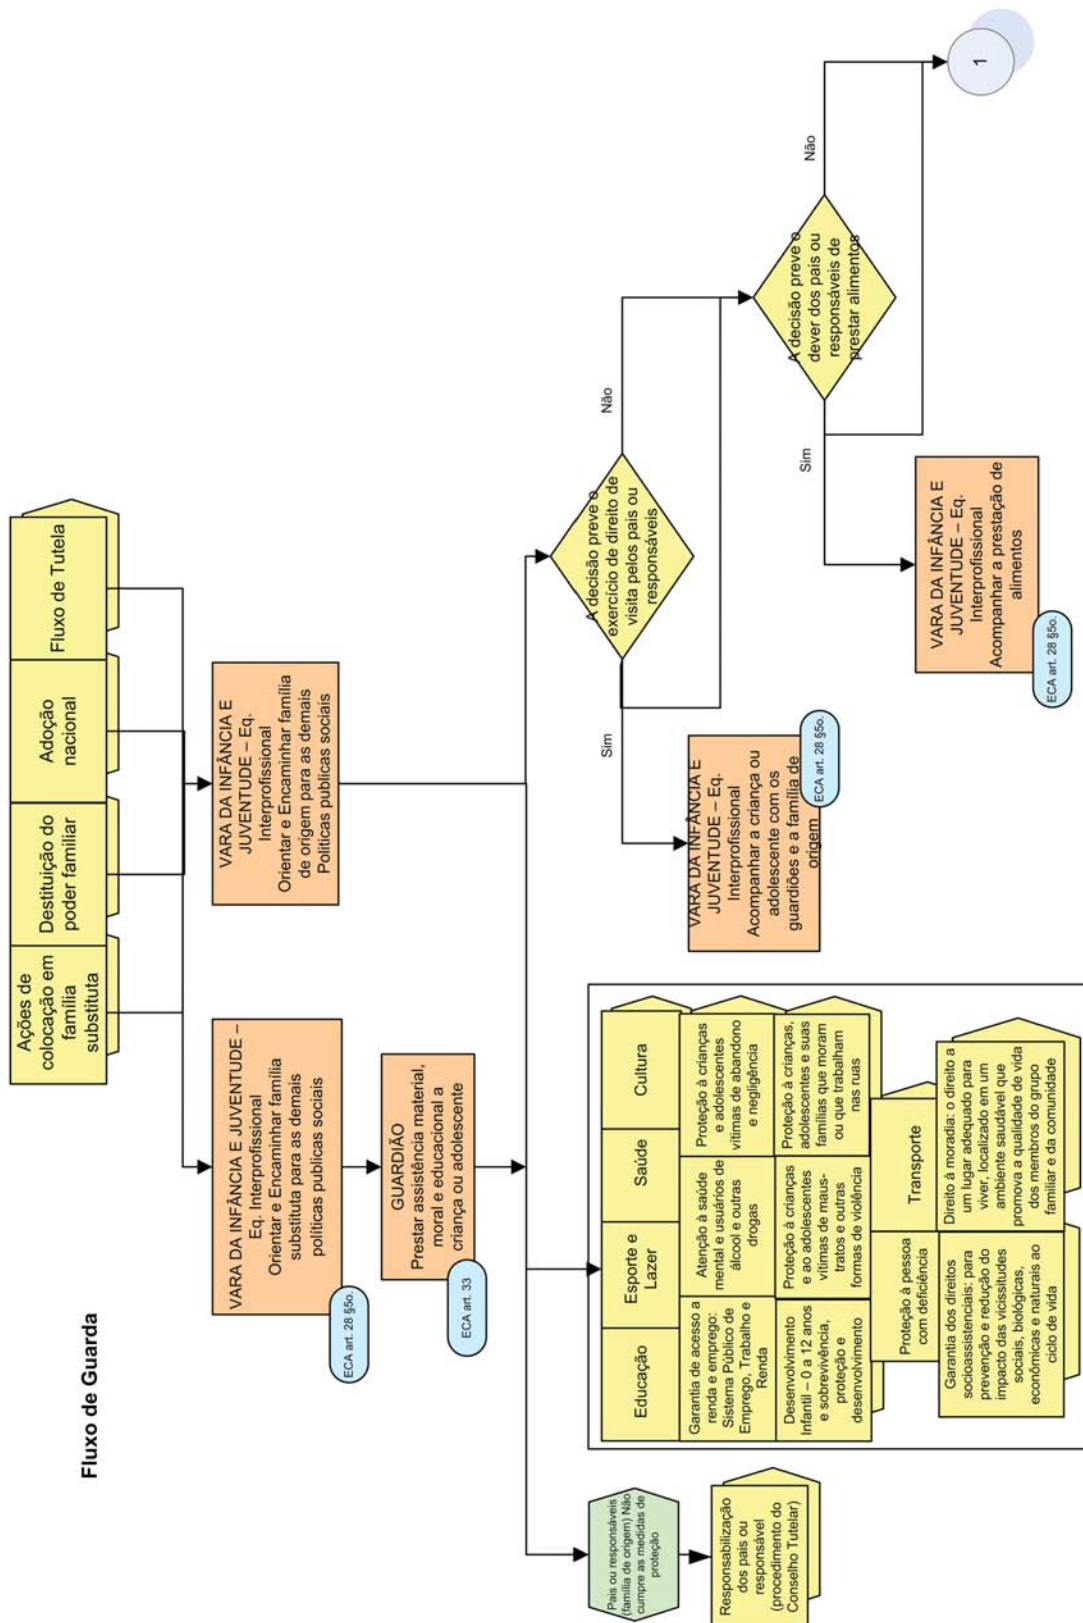 Fluxo de Guarda
Ações de
colocação em
família
substituta
Destituição do
poder familiar
Adoção
nacional
Fluxo de Tutela
VARA DA INFÂNCIA E JUVENTUDE –
Eq. Interprofissional
Orientar e Encaminhar família
substituta para as demais
políticas publicas sociais
ECA art. 28 §5o.
VARA DA INFÂNCIA E
JUVENTUDE – Eq.
Interprofissional
Orientar e Encaminhar família
de origem para as demais
Politicas publicas sociais
GUARDIÃO
Prestar assistência material,
moral e educacional a
criança ou adolescente
ECA art. 33
Pais ou responsáveis
(família de origem) Não
cumpre as medidas de
proteção
Responsabilização
dos pais ou
responsável
(procedimento do
Conselho Tutelar)
Educação
Esporte e
Lazer
Saúde
Cultura
Garantia de acesso a
renda e emprego:
Sistema Público de
Emprego, Trabalho e
Renda
Atenção à saúde
mental e usuários de
álcool e outras
drogas
Proteção à crianças
e adolescentes
vítimas de abandono
e negligência
Desenvolvimento
Infantil – 0 a 12 anos
e sobrevivência,
proteção e
desenvolvimento
Proteção à crianças
e ao adolescentes
vítimas de maus-
tratos e outras
formas de violência
Proteção à crianças,
adolescentes e suas
famílias que moram
ou que trabalham
nas ruas
Proteção à pessoa
com deficiência
Transporte
Garantia dos direitos
socioassistenciais: para
prevenção e redução do
impacto das vicissitudes
sociais, biológicas,
econômicas e naturais ao
ciclo de vida
Direito à moradia: o direito a
um lugar adequado para
viver, localizado em um
ambiente saudável que
promova a qualidade de vida
dos membros do grupo
familiar e da comunidade
A decisão preve o
exercício de direito de
visita pelos pais ou
responsáveis
Sim
Não
VARA DA INFÂNCIA E
JUVENTUDE – Eq.
Interprofissional
Acompanhar a criança ou
adolescente com os
guardiões e a família de
origem
ECA art. 28 §5o.
A decisão preve o
dever dos pais ou
responsáveis de
prestar alimentos
Sim
Não
VARA DA INFÂNCIA E
JUVENTUDE – Eq.
Interprofissional
Acompanhar a prestação de
alimentos
ECA art. 28 §5o.
1